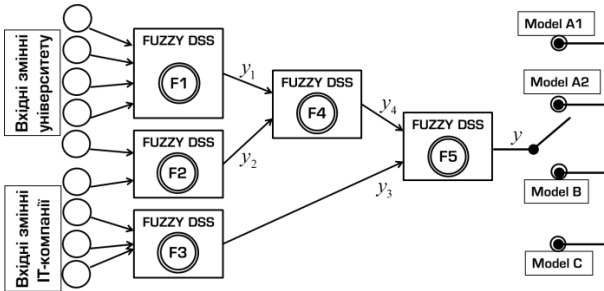 Вхідні змінні
університету
Вхідні змінні
ІТ-компанії
FUZZY DSS
F1
FUZZY DSS
F2
FUZZY DSS
F3
y1
y2
FUZZY DSS
F4
y4
y3
FUZZY DSS
F5
y
Model A1
Model A2
Model B
Model C